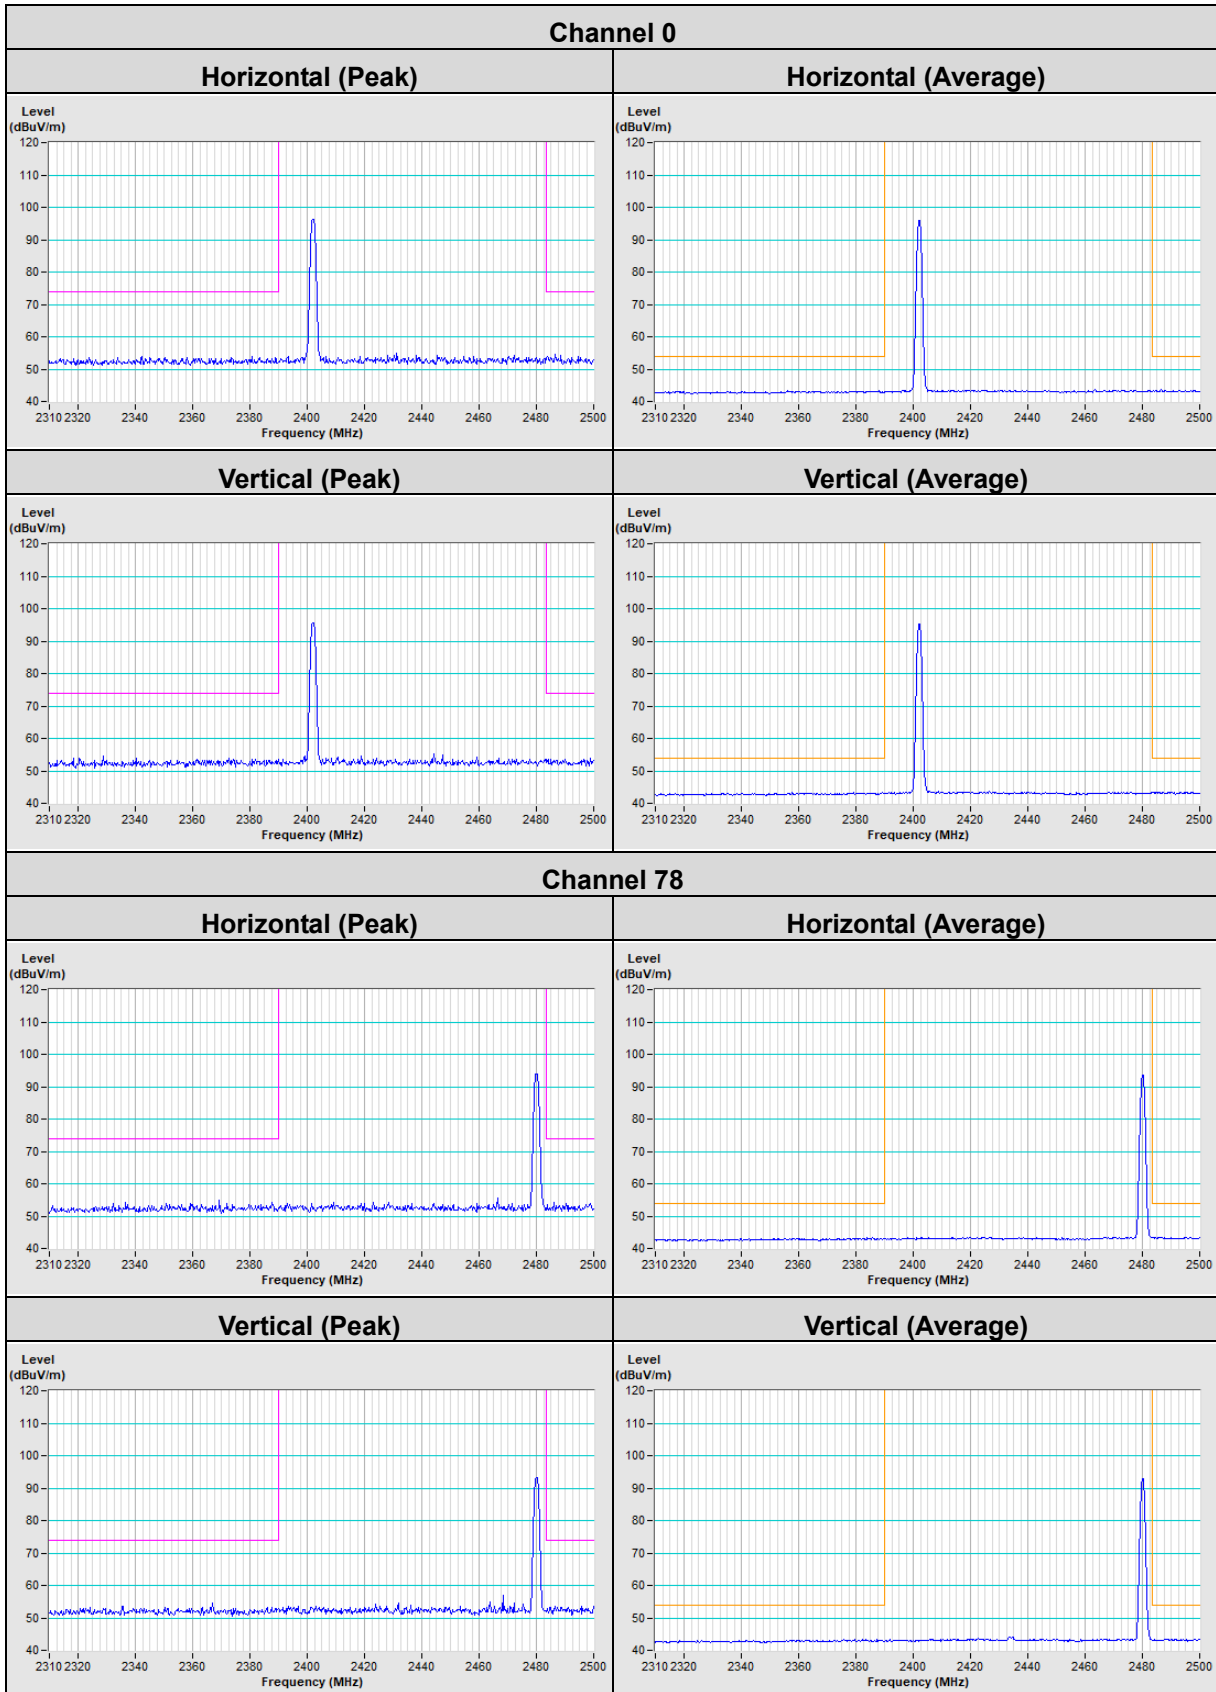 Channel 0
Horizontal (Peak) Horizontal (Average)
Level Level
(dBuV/m) (dBuV/m)
120 120
110 110
100 100
90 90
80 80
70 70
60 60
50 50
40 40
2310 2320 2340 2360 2380 2400 2420 2440 2460 2480 2500 2310 2320 2340 2360 2380 2400 2420 2440 2460 2480 2500
Frequency (MHz) Frequency (MHz)
Vertical (Peak) Vertical (Average)
Level Level
(dBuV/m) (dBuV/m)
120 120
110 110
100 100
90 90
80 80
70 70
60 60
50 50
40 40
2310 2320 2340 2360 2380 2400 2420 2440 2460 2480 2500 2310 2320 2340 2360 2380 2400 2420 2440 2460 2480 2500
Frequency (MHz) Frequency (MHz)
Channel 78
Horizontal (Peak) Horizontal (Average)
Level Level
(dBuV/m) (dBuV/m)
120 120
110 110
100 100
90 90
80 80
70 70
60 60
50 50
40 40
2310 2320 2340 2360 2380 2400 2420 2440 2460 2480 2500 2310 2320 2340 2360 2380 2400 2420 2440 2460 2480 2500
Frequency (MHz) Frequency (MHz)
Vertical (Peak) Vertical (Average)
Level Level
(dBuV/m) (dBuV/m)
120 120
110 110
100 100
90 90
80 80
70 70
60 60
50 50
40 40
2310 2320 2340 2360 2380 2400 2420 2440 2460 2480 2500 2310 2320 2340 2360 2380 2400 2420 2440 2460 2480 2500
Frequency (MHz) Frequency (MHz)